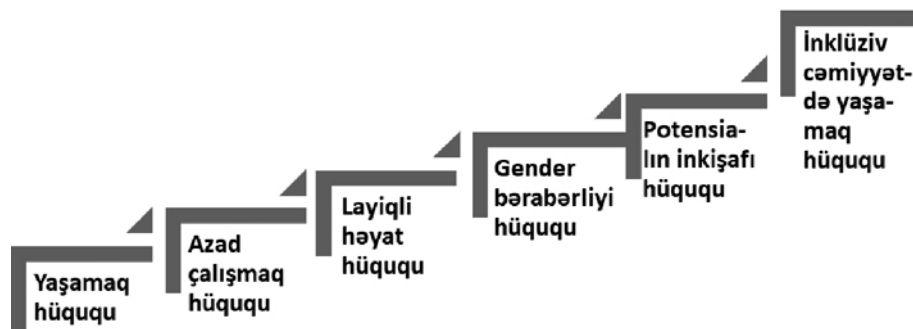 Yaşamaq
hüququ
Azad
çalışmaq
hüququ
Layiqli
həyat
hüququ
Gender
bərabərliyi
hüququ
Potensia-
lın inkişafı
hüququ
İnklüziv
cəmiyyət-
də yaşa-
maq
hüququ